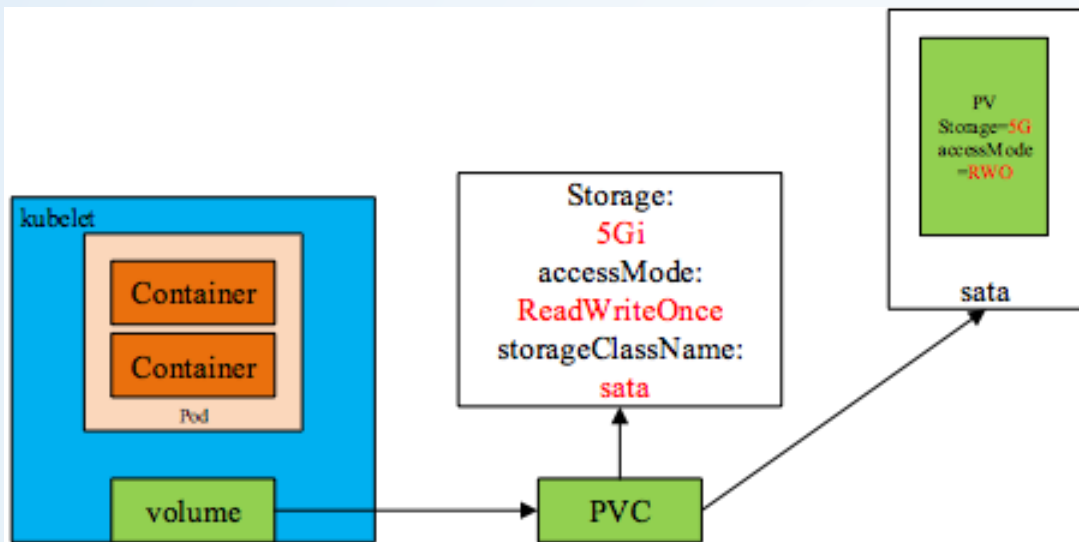 kubelet
Container
Container
Pod
volume
Storage:
5Gi
accessMode:
ReadWriteOnce
storageClassName:
sata
PVC
PV
Storage=5G
accessMode
=RWO
sata